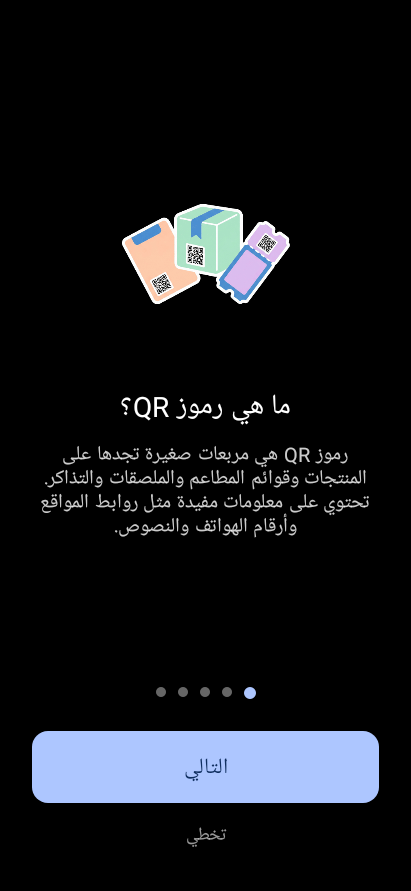 ما هي رموز QR؟
رموز QR هي مربعات صغيرة تجدها على
المنتجات وقوائم المطاعم والملصقات والتذاكر.
تحتوي على معلومات مفيدة مثل روابط المواقع
وأرقام الهواتف والنصوص.
التالي
تخطي